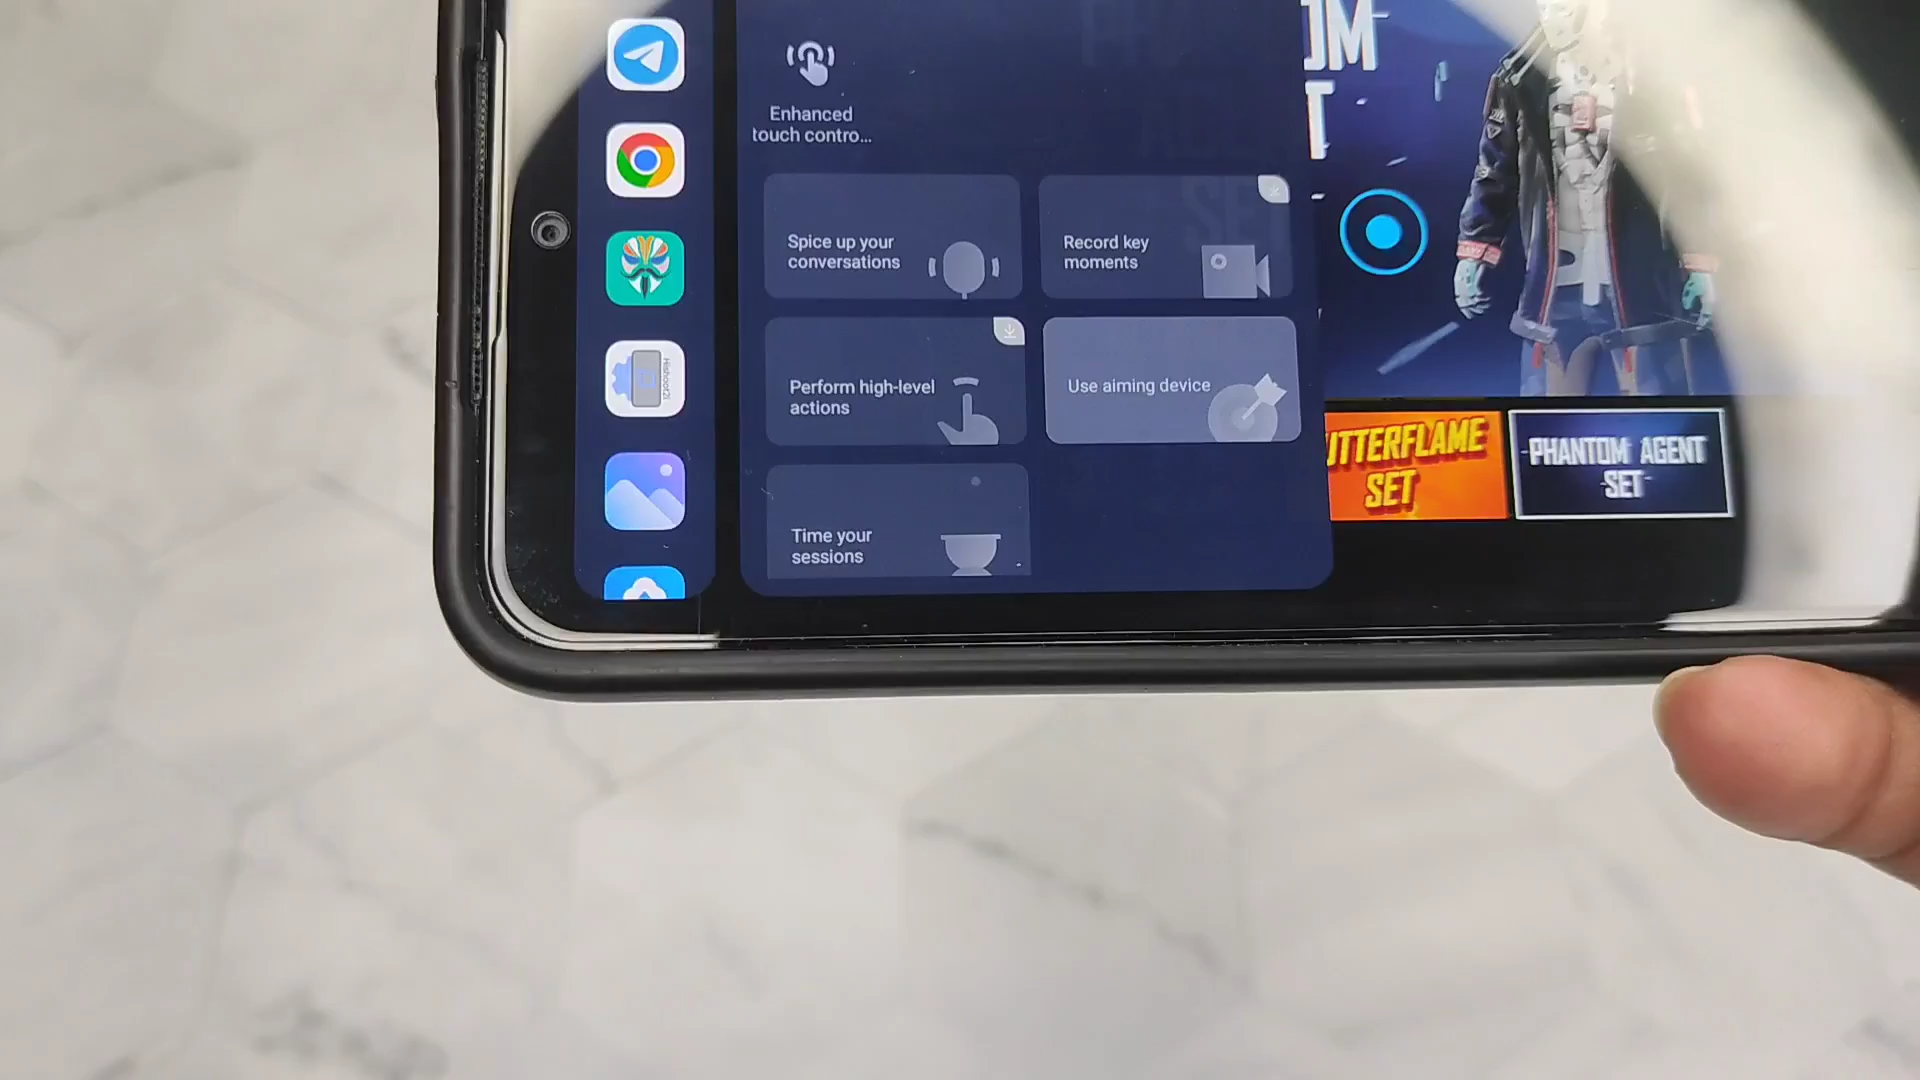 Enhanced
touch contro...
Spice up your
conversations
Record key
moments
Perform high-level
actions
Use aiming device
Time your
sessions
SET
PHANTOM AGENT
SET